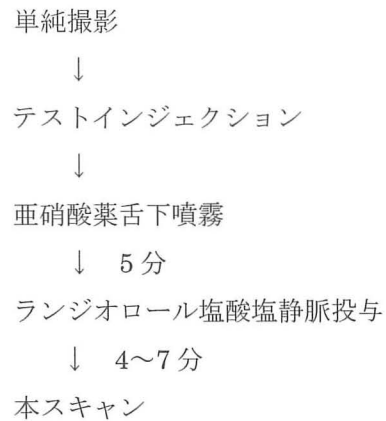 単純撮影
↓
テストインジェクション
↓
亜硝酸薬舌下噴霧
↓ 5分
ランジオロール塩酸塩静脈投与
↓ 4〜7分
本スキャン